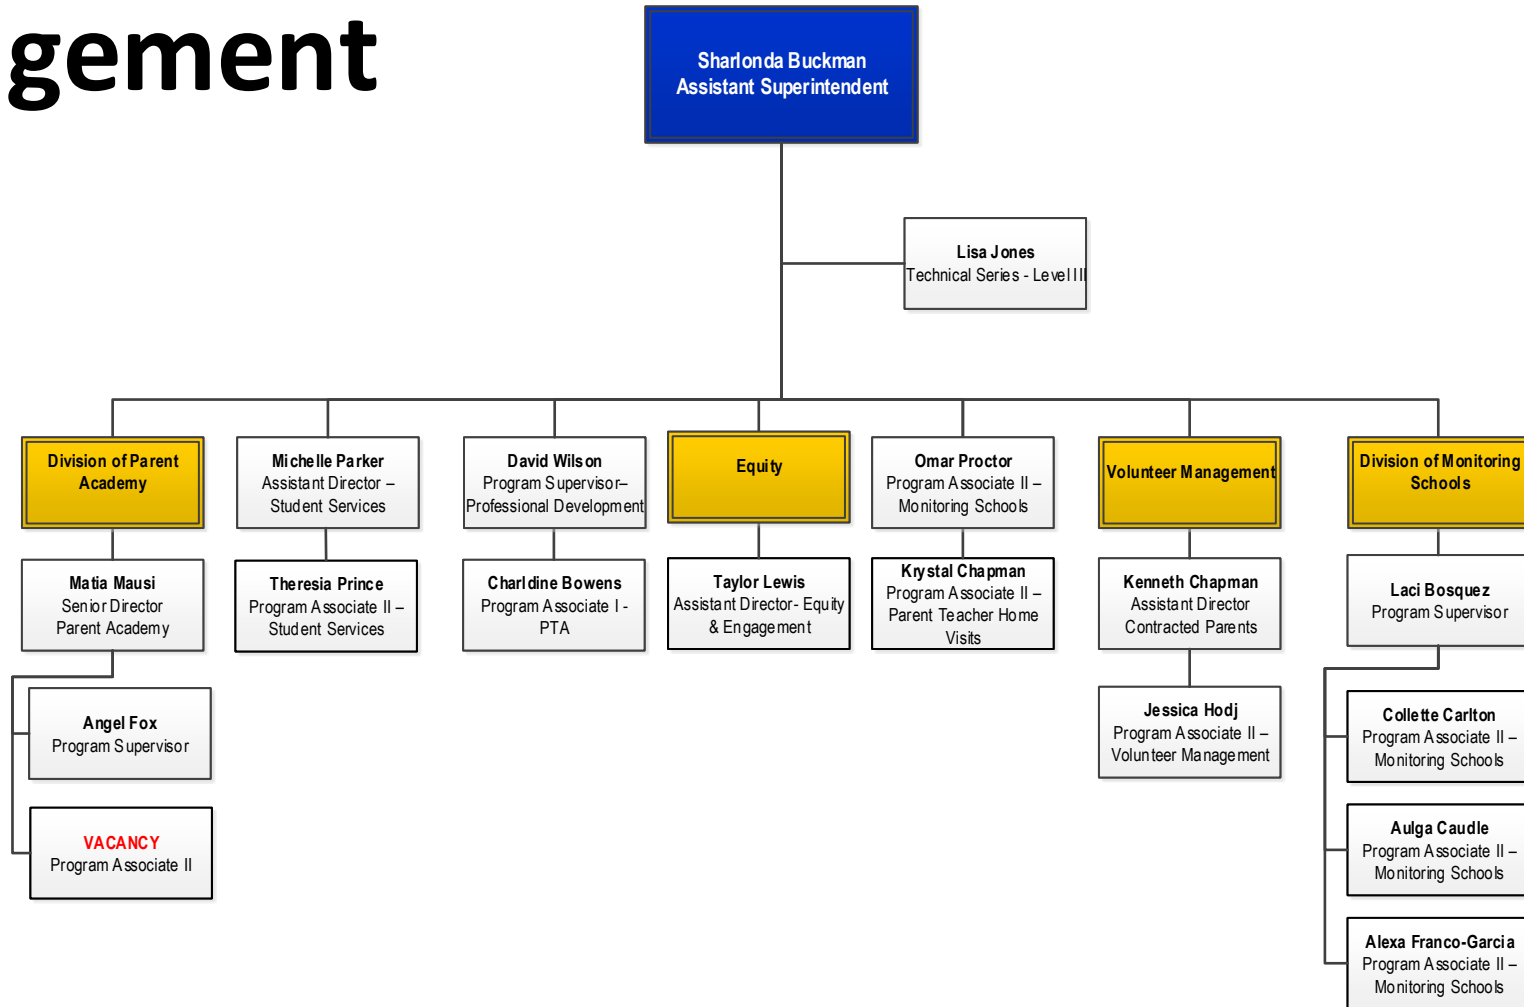 gement
Sharlonda Buckman
Assistant Superintendent
Lisa Jones
Technical Series - Level III
Division of Parent
Academy
Michelle Parker
Assistant Director –
Student Services
David Wilson
Program Supervisor–
Professional Development
Equity
Omar Proctor
Program Associate II –
Monitoring Schools
Volunteer Management
Division of Monitoring
Schools
Matia Mausi
Senior Director
Parent Academy
Theresia Prince
Program Associate II –
Student Services
Charldine Bowens
Program Associate I -
PTA
Taylor Lewis
Assistant Director- Equity
& Engagement
Krystal Chapman
Program Associate II –
Parent Teacher Home
Visits
Kenneth Chapman
Assistant Director
Contracted Parents
Laci Bosquez
Program Supervisor
Angel Fox
Program Supervisor
Jessica Hodj
Program Associate II –
Volunteer Management
Collette Carlton
Program Associate II –
Monitoring Schools
VACANCY
Program Associate II
Aulga Caudle
Program Associate II –
Monitoring Schools
Alexa Franco-Garcia
Program Associate II –
Monitoring Schools